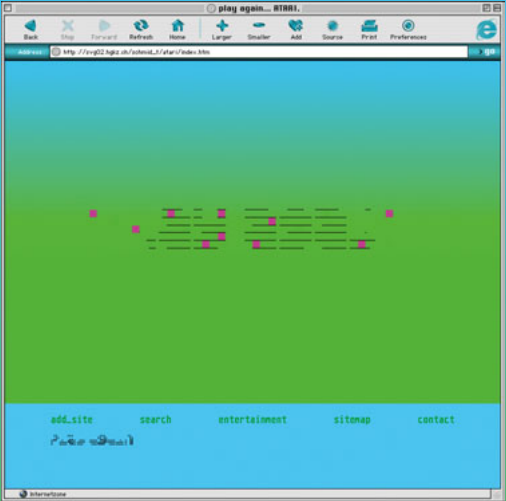 play again... ATARI.
Back Stop Forward Refresh Home Larger Smaller Add Source Print Preferences
Address http://svg02.hgkz.ch/schmid_t/atari/index.htm go
add_site search entertainment sitemap contact
Internetzone